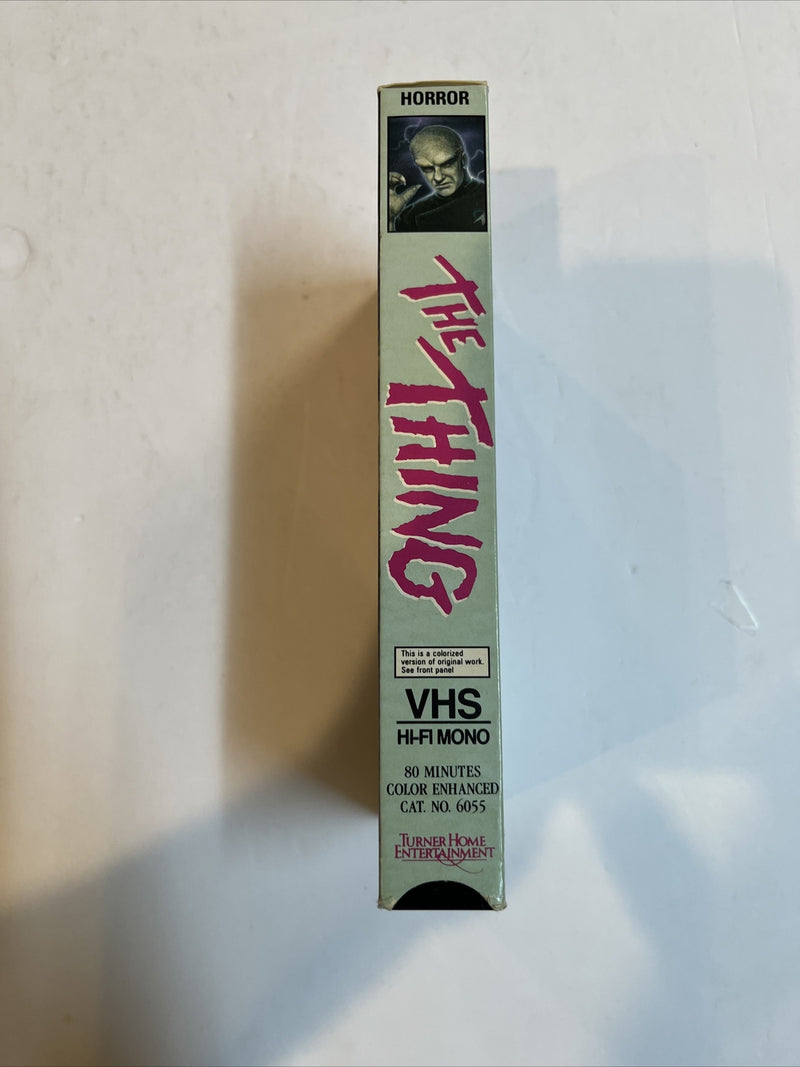 HORROR
THE THING
This is a colorized
version of original work.
See front panel
VHS
HI-FI MONO
80 MINUTES
COLOR ENHANCED
CAT. NO. 6055
TURNER HOME
ENTERTAINMENT